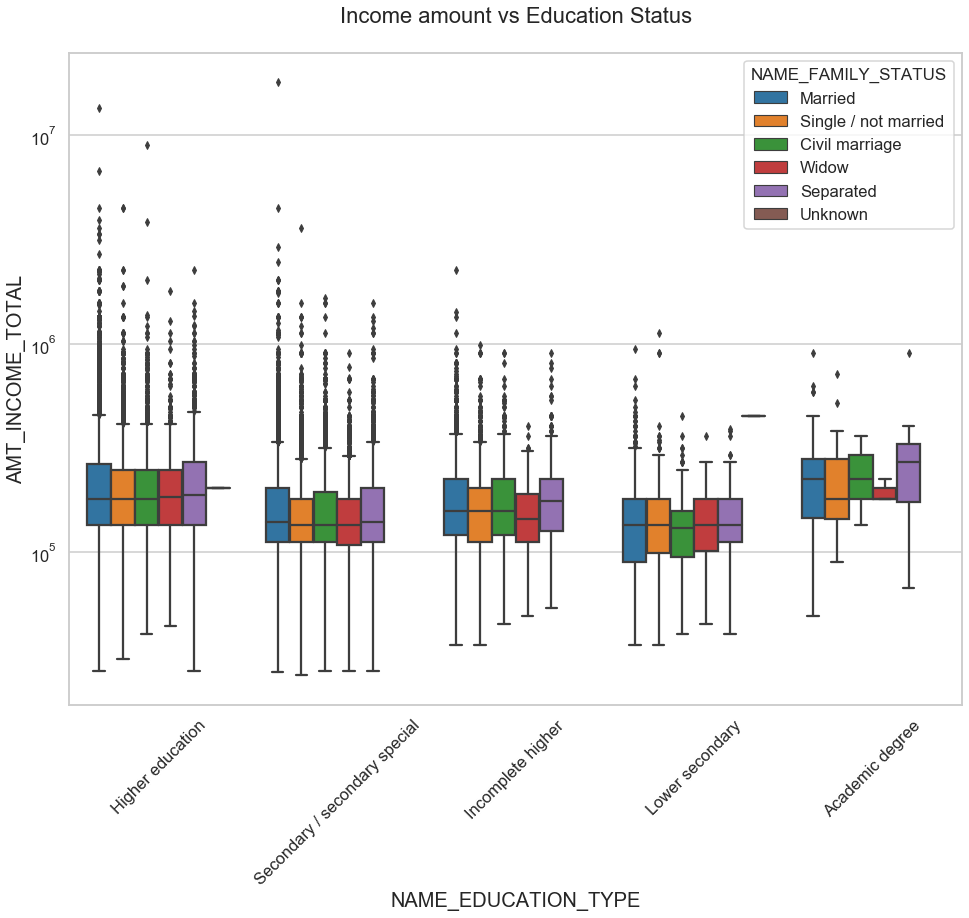 Income amount vs Education Status
NAME_FAMILY_STATUS
Married
Single / not married
Civil marriage
Widow
Separated
Unknown
AMT_INCOME_TOTAL
10^7
10^6
10^5
Higher education
Secondary / secondary special
Incomplete higher
Lower secondary
Academic degree
NAME_EDUCATION_TYPE